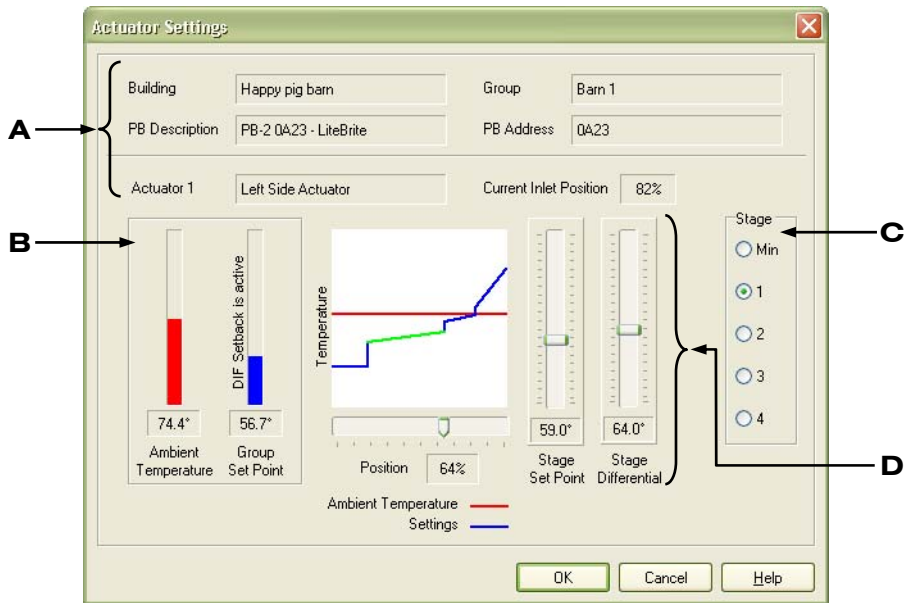 Actuator Settings
Building Happy pig barn Group Barn 1
A
PB Description PB-2 0A23 - LiteBrite PB Address 0A23
Actuator 1 Left Side Actuator Current Inlet Position 82%
B
Stage
C
Min
1
2
3
4
DIF Setback is active
Temperature
74.4° 56.7° 59.0° 64.0°
Ambient Temperature
Group Set Point
Position 64%
Stage Set Point
Stage Differential
D
Ambient Temperature
Settings
OK Cancel Help